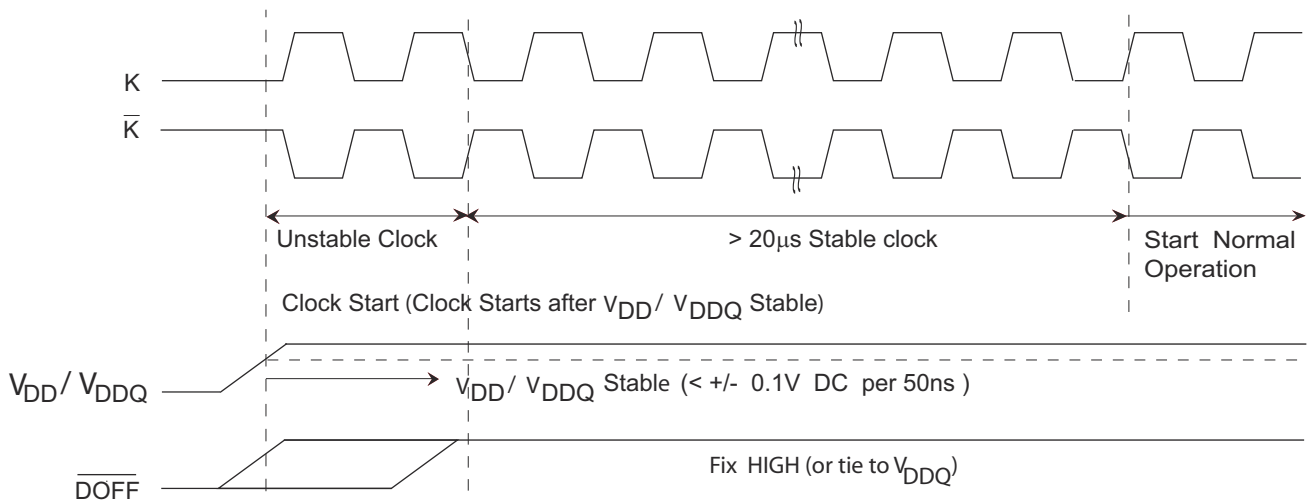 K
K̅
Unstable Clock
> 20μs Stable clock
Start Normal
Operation
Clock Start (Clock Starts after VDD/ VDDQ Stable)
VDD/ VDDQ
VDD/ VDDQ Stable (< +/- 0.1V DC per 50ns )
Fix HIGH (or tie to VDDQ)
D̅O̅F̅F̅